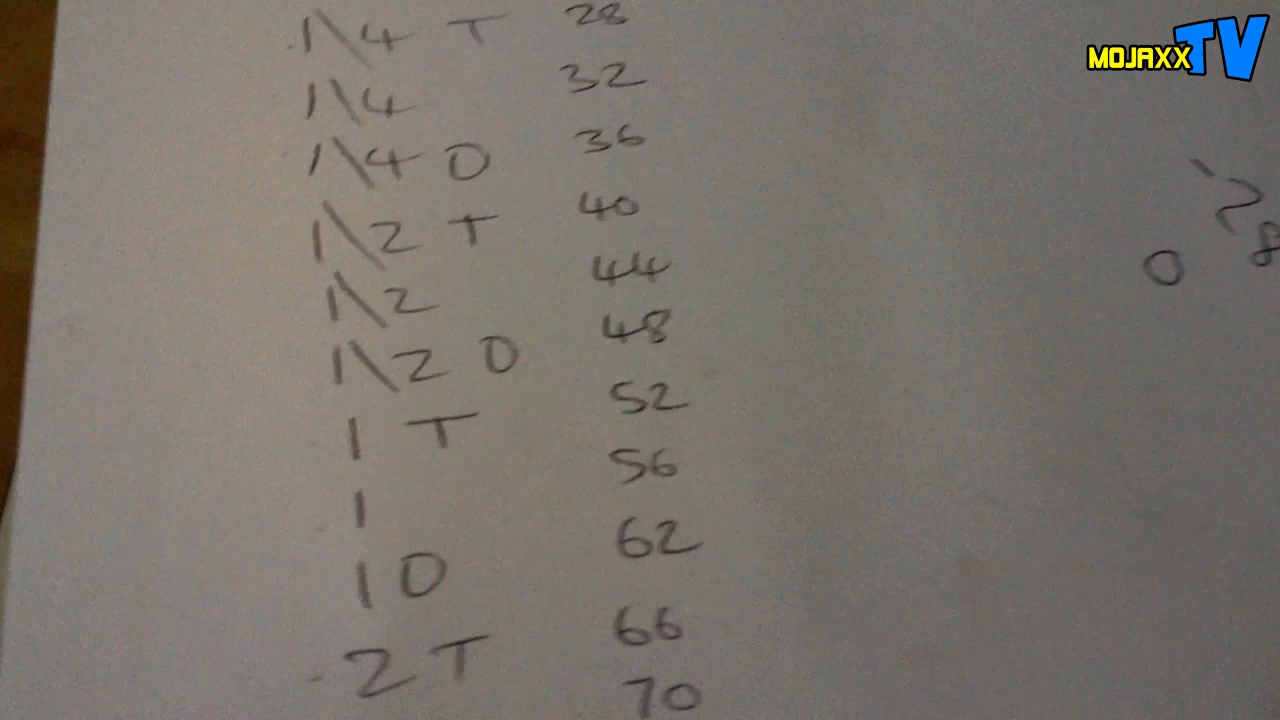 1\4 T 28
1\4 32
1\4 O 36
1\2 T 40
1\2 44
1\2 O 48
1 T 52
1 56
1 O 62
2 T 66
70
28
O
MOJAXX TV